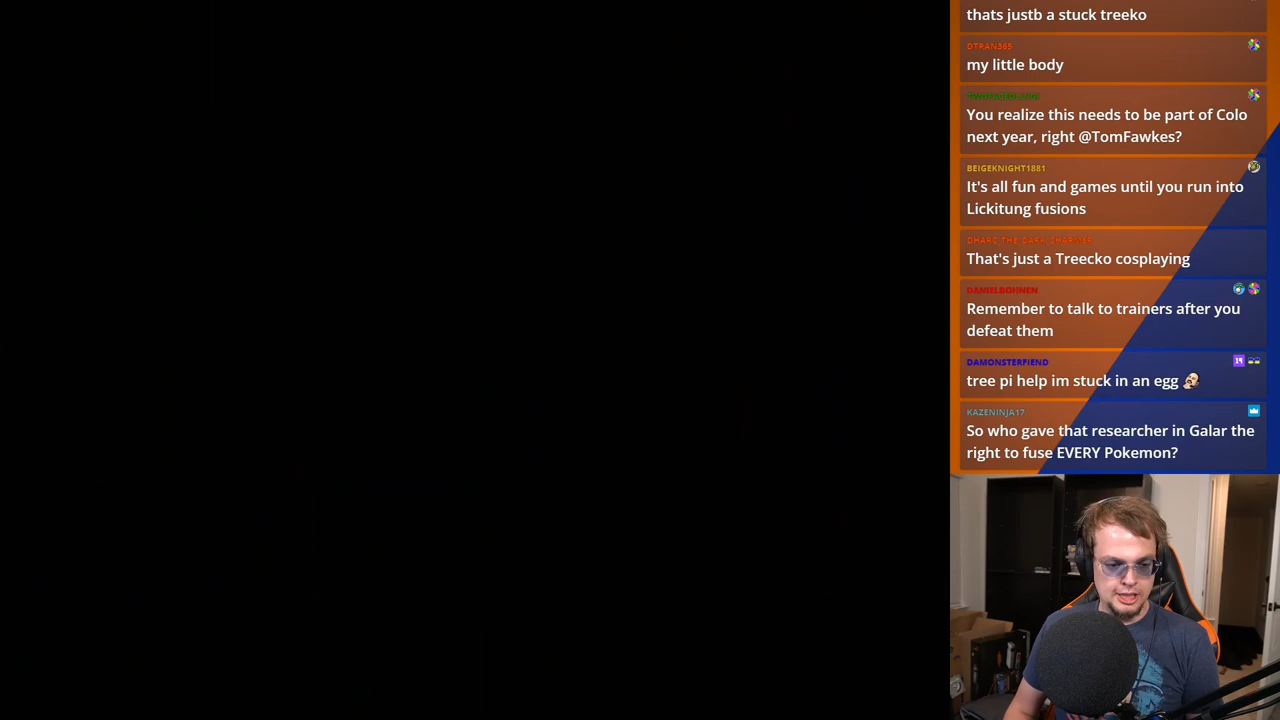 thats justb a stuck treeko
DTRAN365
my little body
You realize this needs to be part of Colo
next year, right @TomFawkes?
BEIGEKNIGHT1881
It's all fun and games until you run into
Lickitung fusions
DHARC_THE_DARK_CHARMER
That's just a Treecko cosplaying
DANIELBOHNEN
Remember to talk to trainers after you
defeat them
DAMONSTERFIEND
tree pi help im stuck in an egg
KAZENINJA17
So who gave that researcher in Galar the
right to fuse EVERY Pokemon?